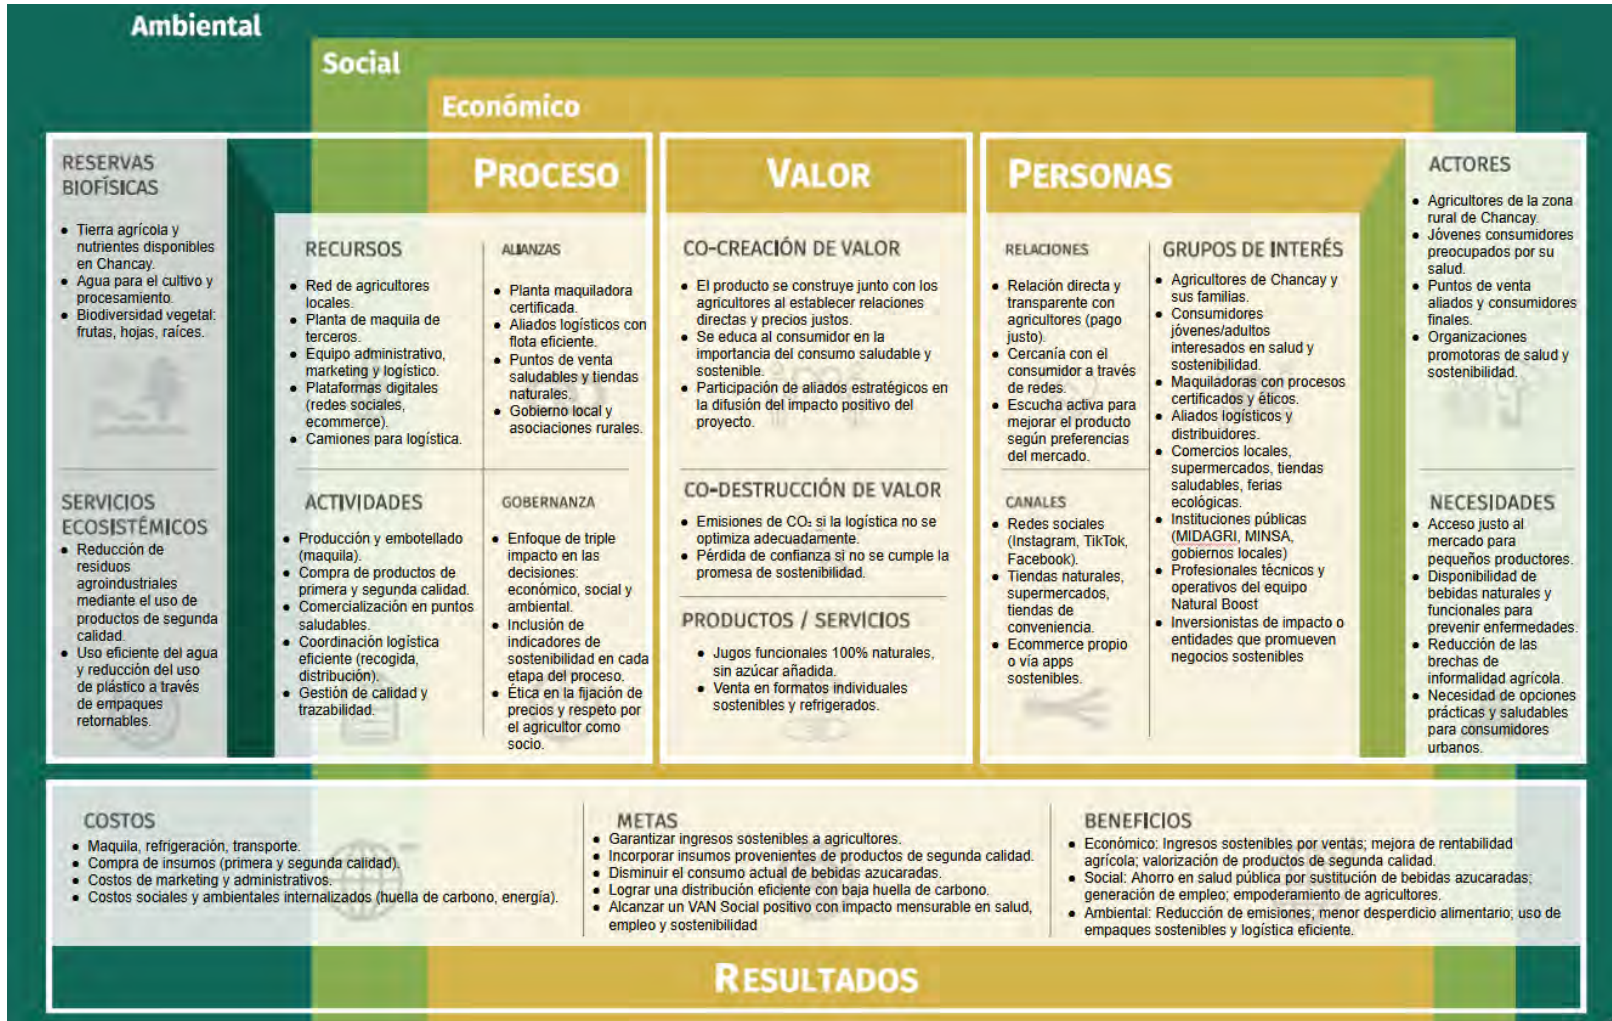 Ambiental
Social
Económico
PROCESO
VALOR
PERSONAS
RESERVAS
BIOFÍSICAS
● Tierra agrícola y
nutrientes disponibles
en Chancay.
● Agua para el cultivo y
procesamiento.
● Biodiversidad vegetal:
frutas, hojas, raíces.
SERVICIOS
ECOSISTÉMICOS
● Reducción de
residuos
agroindustriales
mediante el uso de
productos de segunda
calidad.
● Uso eficiente del agua
y reducción del uso
de plástico a través
de empaques
retornables.
RECURSOS
● Red de agricultores
locales.
● Planta de maquila de
terceros.
● Equipo administrativo,
marketing y logístico.
● Plataformas digitales
(redes sociales,
ecommerce).
● Camiones para logística.
ALIANZAS
● Planta maquiladora
certificada.
● Aliados logísticos con
flota eficiente.
● Puntos de venta
saludables y tiendas
naturales.
● Gobierno local y
asociaciones rurales.
ACTIVIDADES
● Producción y embotellado
(maquila).
● Compra de productos de
primera y segunda calidad.
● Comercialización en puntos
saludables.
● Coordinación logística
eficiente (recogida,
distribución).
● Gestión de calidad y
trazabilidad.
GOBERNANZA
● Enfoque de triple
impacto en las
decisiones:
económico, social y
ambiental.
● Inclusión de
indicadores de
sostenibilidad en cada
etapa del proceso.
● Ética en la fijación de
precios y respeto por
el agricultor como
socio.
CO-CREACIÓN DE VALOR
● El producto se construye junto con los
agricultores al establecer relaciones
directas y precios justos.
● Se educa al consumidor en la
importancia del consumo saludable y
sostenible.
● Participación de aliados estratégicos en
la difusión del impacto positivo del
proyecto.
CO-DESTRUCCIÓN DE VALOR
● Emisiones de CO₂ si la logística no se
optimiza adecuadamente.
● Pérdida de confianza si no se cumple la
promesa de sostenibilidad.
PRODUCTOS / SERVICIOS
● Jugos funcionales 100% naturales,
sin azúcar añadida.
● Venta en formatos individuales
sostenibles y refrigerados.
RELACIONES
● Relación directa y
transparente con
agricultores (pago
justo).
● Cercanía con el
consumidor a través
de redes.
● Escucha activa para
mejorar el producto
según preferencias
del mercado.
CANALES
● Redes sociales
(Instagram, TikTok,
Facebook).
● Tiendas naturales,
supermercados,
tiendas de
conveniencia.
● Ecommerce propio
o vía apps
sostenibles.
GRUPOS DE INTERÉS
● Agricultores de Chancay y
sus familias.
● Consumidores
jóvenes/adultos
interesados en salud y
sostenibilidad.
● Maquiladoras con procesos
certificados y éticos.
● Aliados logísticos y
distribuidores.
● Comercios locales,
supermercados, tiendas
saludables, ferias
ecológicas.
● Instituciones públicas
(MIDAGRI, MINSA,
gobiernos locales)
● Profesionales técnicos y
operativos del equipo
Natural Boost
● Inversionistas de impacto o
entidades que promueven
negocios sostenibles
ACTORES
● Agricultores de la zona
rural de Chancay.
● Jóvenes consumidores
preocupados por su
salud.
● Puntos de venta
aliados y consumidores
finales.
● Organizaciones
promotoras de salud y
sostenibilidad.
NECESIDADES
● Acceso justo al
mercado para
pequeños productores.
● Disponibilidad de
bebidas naturales y
funcionales para
prevenir enfermedades.
● Reducción de las
brechas de
informalidad agrícola.
● Necesidad de opciones
prácticas y saludables
para consumidores
urbanos.
COSTOS
● Maquila, refrigeración, transporte.
● Compra de insumos (primera y segunda calidad).
● Costos de marketing y administrativos.
● Costos sociales y ambientales internalizados (huella de carbono, energía).
METAS
● Garantizar ingresos sostenibles a agricultores.
● Incorporar insumos provenientes de productos de segunda calidad.
● Disminuir el consumo actual de bebidas azucaradas.
● Lograr una distribución eficiente con baja huella de carbono.
● Alcanzar un VAN Social positivo con impacto mensurable en salud,
empleo y sostenibilidad
BENEFICIOS
● Económico: Ingresos sostenibles por ventas; mejora de rentabilidad
agrícola; valorización de productos de segunda calidad.
● Social: Ahorro en salud pública por sustitución de bebidas azucaradas;
generación de empleo; empoderamiento de agricultores.
● Ambiental: Reducción de emisiones; menor desperdicio alimentario; uso de
empaques sostenibles y logística eficiente.
RESULTADOS